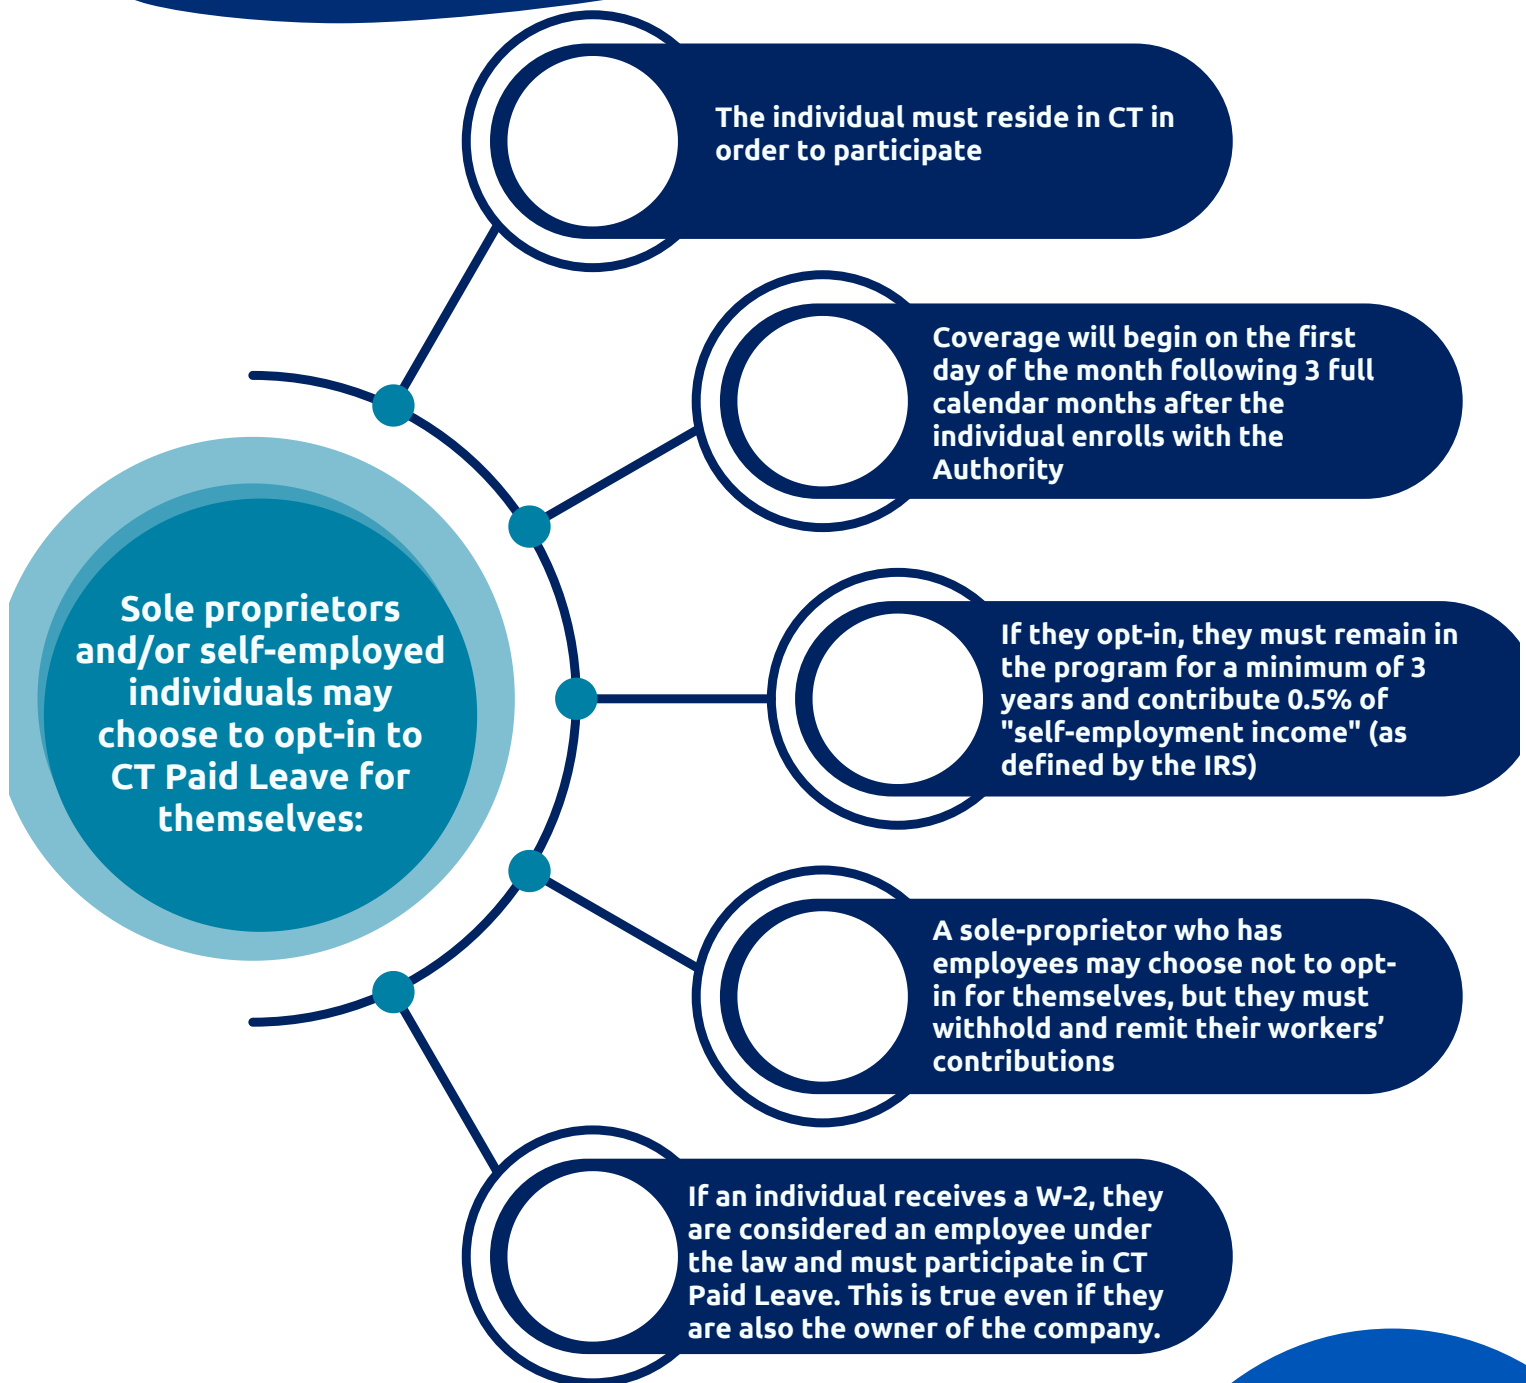 The individual must reside in CT in
order to participate
Coverage will begin on the first
day of the month following 3 full
calendar months after the
individual enrolls with the
Authority
Sole proprietors
and/or self-employed
individuals may
choose to opt-in to
CT Paid Leave for
themselves:
If they opt-in, they must remain in
the program for a minimum of 3
years and contribute 0.5% of
"self-employment income" (as
defined by the IRS)
A sole-proprietor who has
employees may choose not to opt-
in for themselves, but they must
withhold and remit their workers’
contributions
If an individual receives a W-2, they
are considered an employee under
the law and must participate in CT
Paid Leave. This is true even if they
are also the owner of the company.